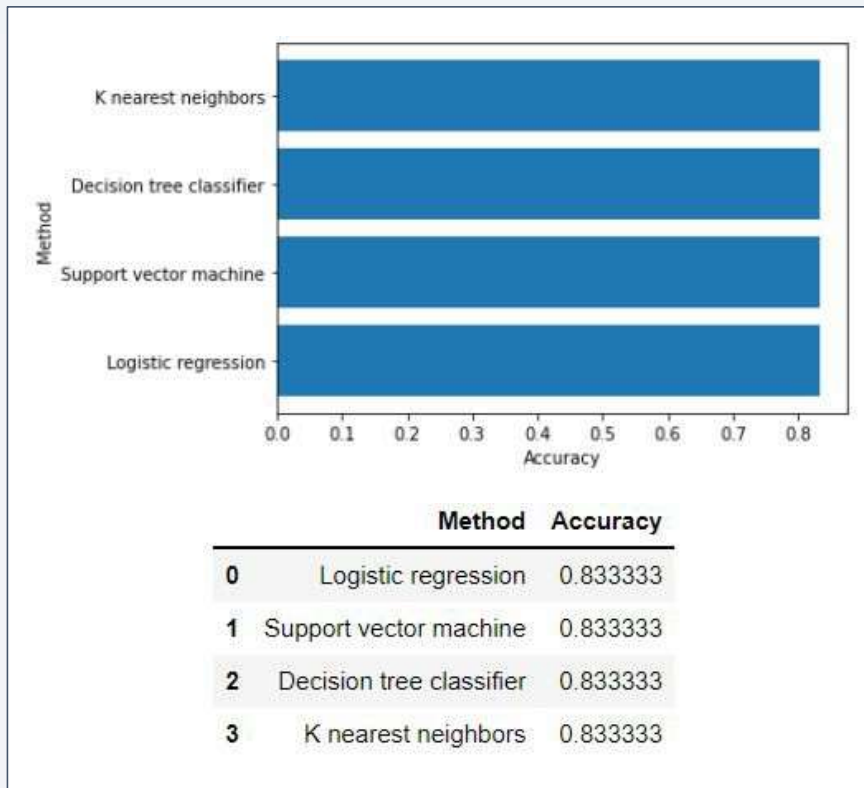 K nearest neighbors
Decision tree classifier
Support vector machine
Logistic regression
Method
0.0 0.1 0.2 0.3 0.4 0.5 0.6 0.7 0.8
Accuracy
Method Accuracy
0 Logistic regression 0.833333
1 Support vector machine 0.833333
2 Decision tree classifier 0.833333
3 K nearest neighbors 0.833333